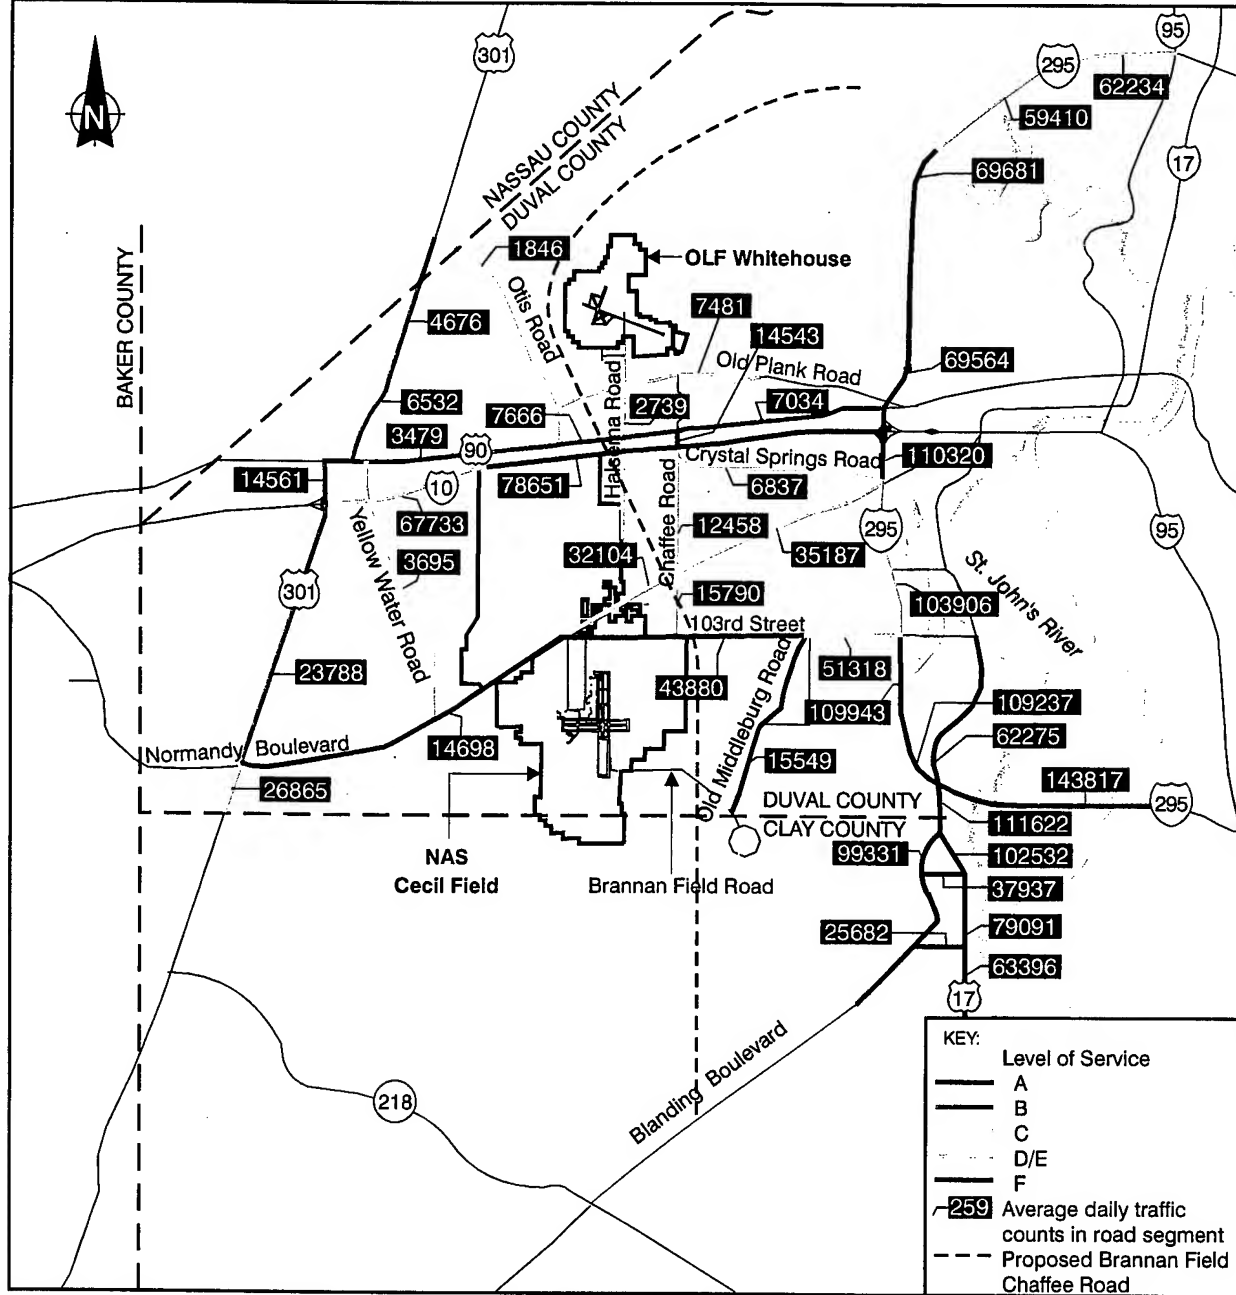 301
95
295
62234
59410
NASSAU COUNTY
DUVAL COUNTY
N
17
69681
BAKER COUNTY
1846
OLF Whitehouse
Otis Road
7481
4676
14543
Old Plank Road
69564
6532
Halsema Road
2739
7034
7666
3479
90
Crystal Springs Road
110320
14561
10
78651
6837
67733
Yellow Water Road
Chaffee Road
12458
295
95
3695
32104
35187
St. John's River
301
15790
103906
103rd Street
23788
43880
51318
Old Middleburg Road
109943
109237
Normandy Boulevard
14698
62275
15549
143817
26865
295
DUVAL COUNTY
CLAY COUNTY
111622
NAS
Cecil Field
Brannan Field Road
99331
102532
37937
25682
79091
63396
17
Blanding Boulevard
218
KEY:
Level of Service
A
B
C
D/E
F
259 Average daily traffic
counts in road segment
Proposed Brannan Field
Chaffee Road